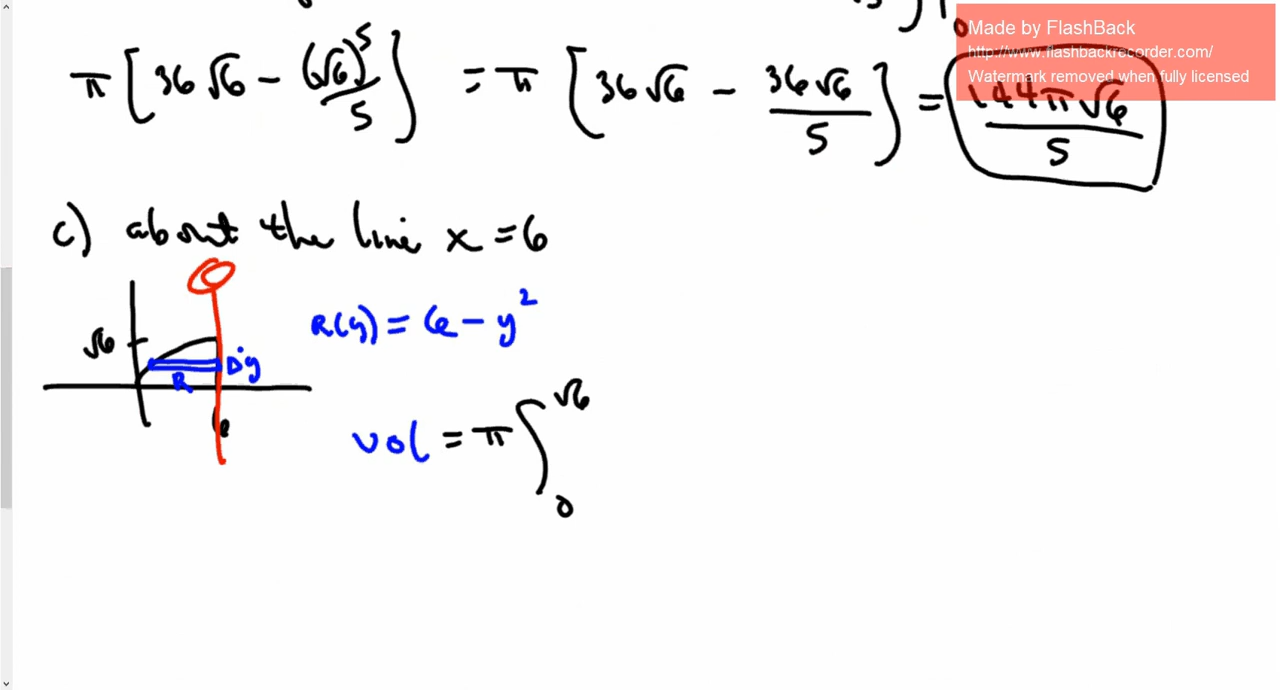 Made by FlashBack
http://www.flashbackrecorder.com/
Watermark removed when fully licensed
π [36√6 − (√6)^5/5] = π [36√6 − 36√6/5] = 144π√6/5
c) about the line x = 6
√6
R
Δy
6
R(y) = 6 − y²
vol = π ∫₀^√6